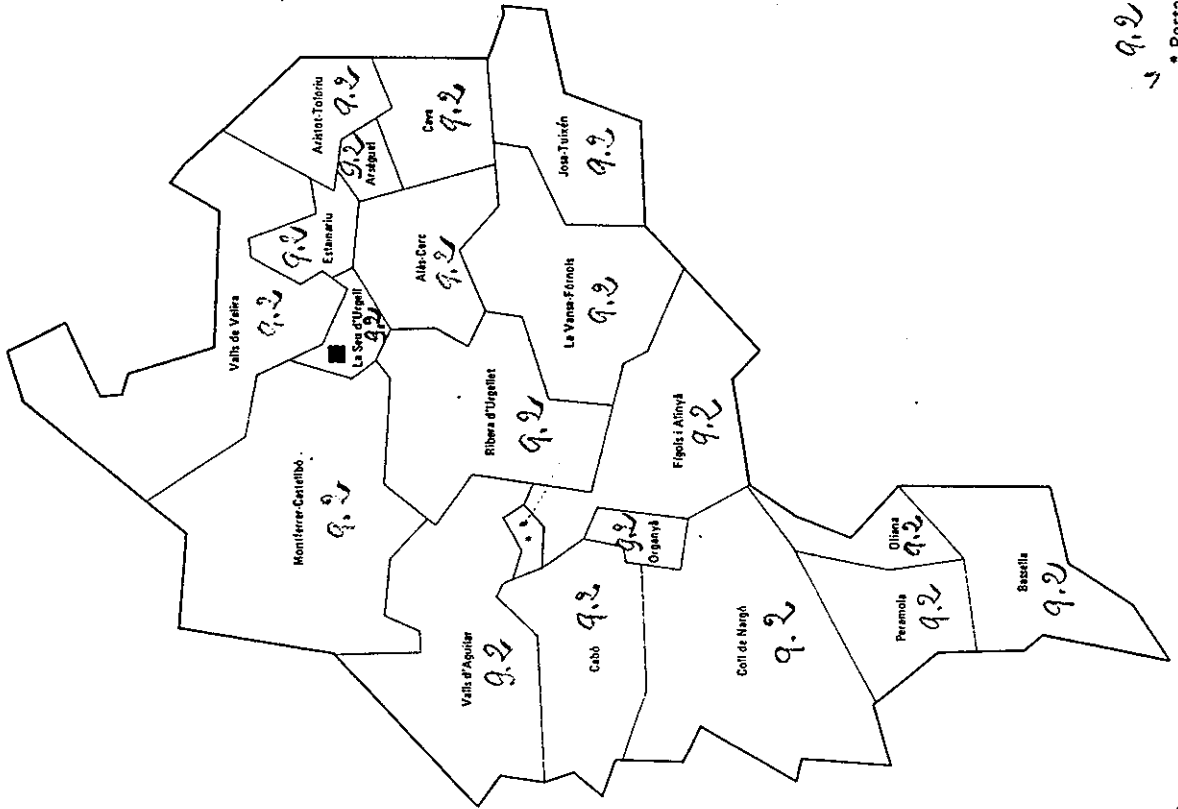 Valls de Valira
9.2
Aristot-Toloriu
9.2
9.2
Arséguel
Cava
9.2
9.2
Estamariu
La Seu d'Urgell
9.2
Alàs-Cerc
9.2
Josa-Tuixén
9.2
Montferrer-Castellbó
9.2
Ribera d'Urgellet
9.2
La Vansa-Fórnols
9.2
Valls d'Aguilar
9.2
* *
Cabó
9.2
9.2
Organyà
Fígols i Alinyà
9.2
Coll de Nargó
9.2
Oliana
9.2
Peramola
9.2
Bassella
9.2
9.2